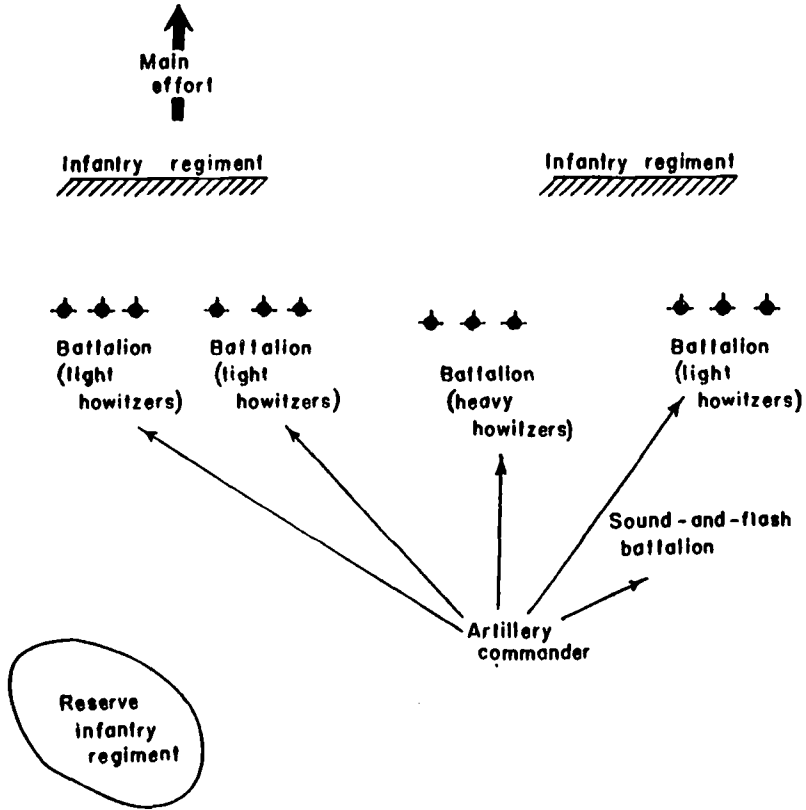 Main
effort
Infantry regiment
Infantry regiment
Battalion
(light
howitzers)
Battalion
(light
howitzers)
Battalion
(heavy
howitzers)
Battalion
(light
howitzers)
Sound-and-flash
battalion
Artillery
commander
Reserve
infantry
regiment